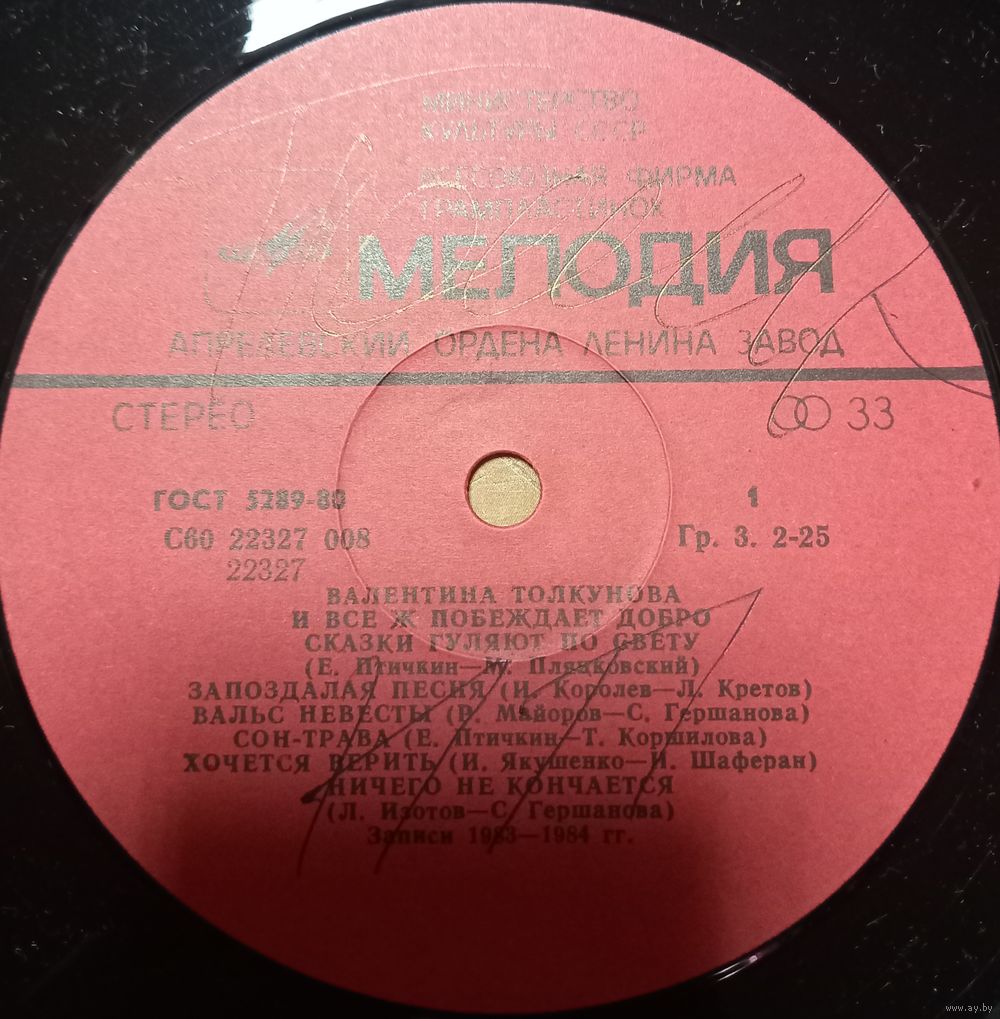 МИНИСТЕРСТВО
КУЛЬТУРЫ СССР
ВСЕСОЮЗНАЯ ФИРМА
ГРАМПЛАСТИНОК
МЕЛОДИЯ
АПРЕЛЕВСКИЙ ОРДЕНА ЛЕНИНА ЗАВОД
СТЕРЕО 33
ГОСТ 5289-80 1
С60 22327 008 Гр. 3. 2-25
22327
ВАЛЕНТИНА ТОЛКУНОВА
И ВСЕ Ж ПОБЕЖДАЕТ ДОБРО
СКАЗКИ ГУЛЯЮТ ПО СВЕТУ
(Е. Птичкин—М. Пляцковский)
ЗАПОЗДАЛАЯ ПЕСНЯ (И. Королев—Л. Кретов)
ВАЛЬС НЕВЕСТЫ (В. Майоров—С. Гершанова)
СОН-ТРАВА (Е. Птичкин—Т. Коршилова)
ХОЧЕТСЯ ВЕРИТЬ (И. Якушенко—И. Шаферан)
НИЧЕГО НЕ КОНЧАЕТСЯ
(Л. Изотов—С. Гершанова)
Записи 1983—1984 гг.
www.ay.by